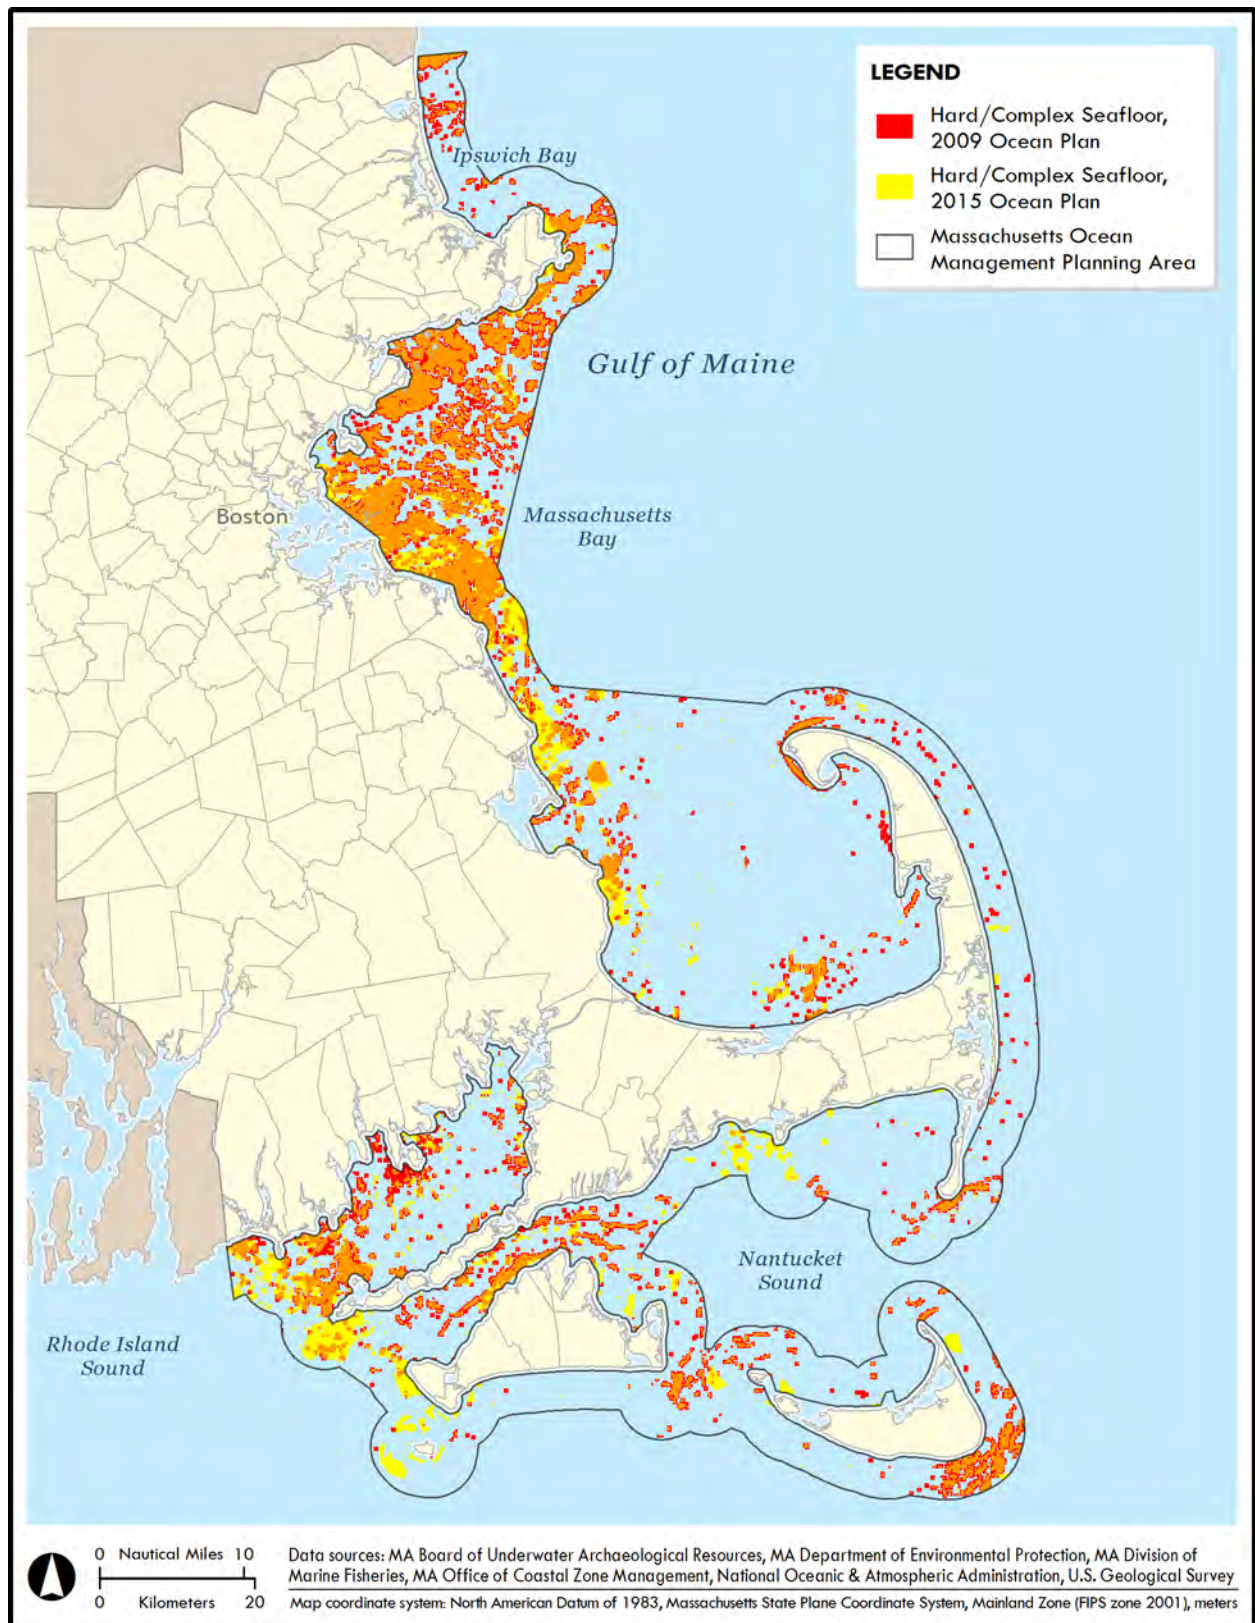 LEGEND
Hard/Complex Seafloor,
2009 Ocean Plan
Hard/Complex Seafloor,
2015 Ocean Plan
Massachusetts Ocean
Management Planning Area
Ipswich Bay
Gulf of Maine
Boston
Massachusetts
Bay
Nantucket
Sound
Rhode Island
Sound
0 Nautical Miles 10
0 Kilometers 20
Data sources: MA Board of Underwater Archaeological Resources, MA Department of Environmental Protection, MA Division of
Marine Fisheries, MA Office of Coastal Zone Management, National Oceanic & Atmospheric Administration, U.S. Geological Survey
Map coordinate system: North American Datum of 1983, Massachusetts State Plane Coordinate System, Mainland Zone (FIPS zone 2001), meters